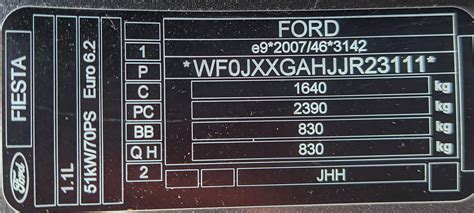 FORD
e9*2007/46*3142
1
*WF0JXXGAHJJR23111*
P
C 1640 kg
PC 2390 kg
BB 830 kg
Q H 830 kg
2 JHH
FIESTA
1.1L
51kW/70PS Euro 6.2
Ford